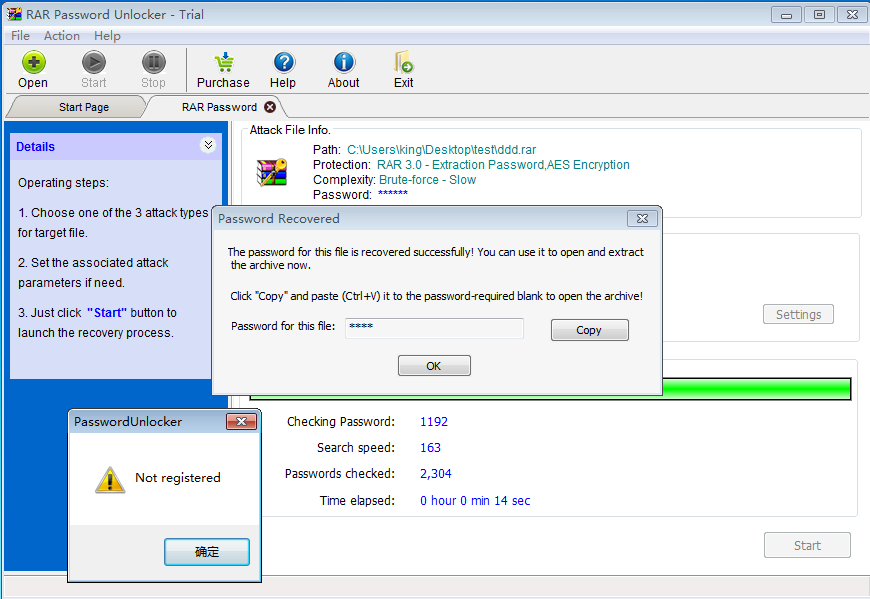 RAR Password Unlocker - Trial
File Action Help
Open Start Stop Purchase Help About Exit
Start Page RAR Password
Details
Operating steps:
1. Choose one of the 3 attack types
for target file.
2. Set the associated attack
parameters if need.
3. Just click "Start" button to
launch the recovery process.
Attack File Info.
Path: C:\Users\king\Desktop\test\ddd.rar
Protection: RAR 3.0 - Extraction Password,AES Encryption
Complexity: Brute-force - Slow
Password: ******
Password Recovered
The password for this file is recovered successfully! You can use it to open and extract
the archive now.
Click "Copy" and paste (Ctrl+V) it to the password-required blank to open the archive!
Password for this file: ****
Copy
OK
Settings
Checking Password: 1192
Search speed: 163
Passwords checked: 2,304
Time elapsed: 0 hour 0 min 14 sec
Start
PasswordUnlocker
Not registered
确定